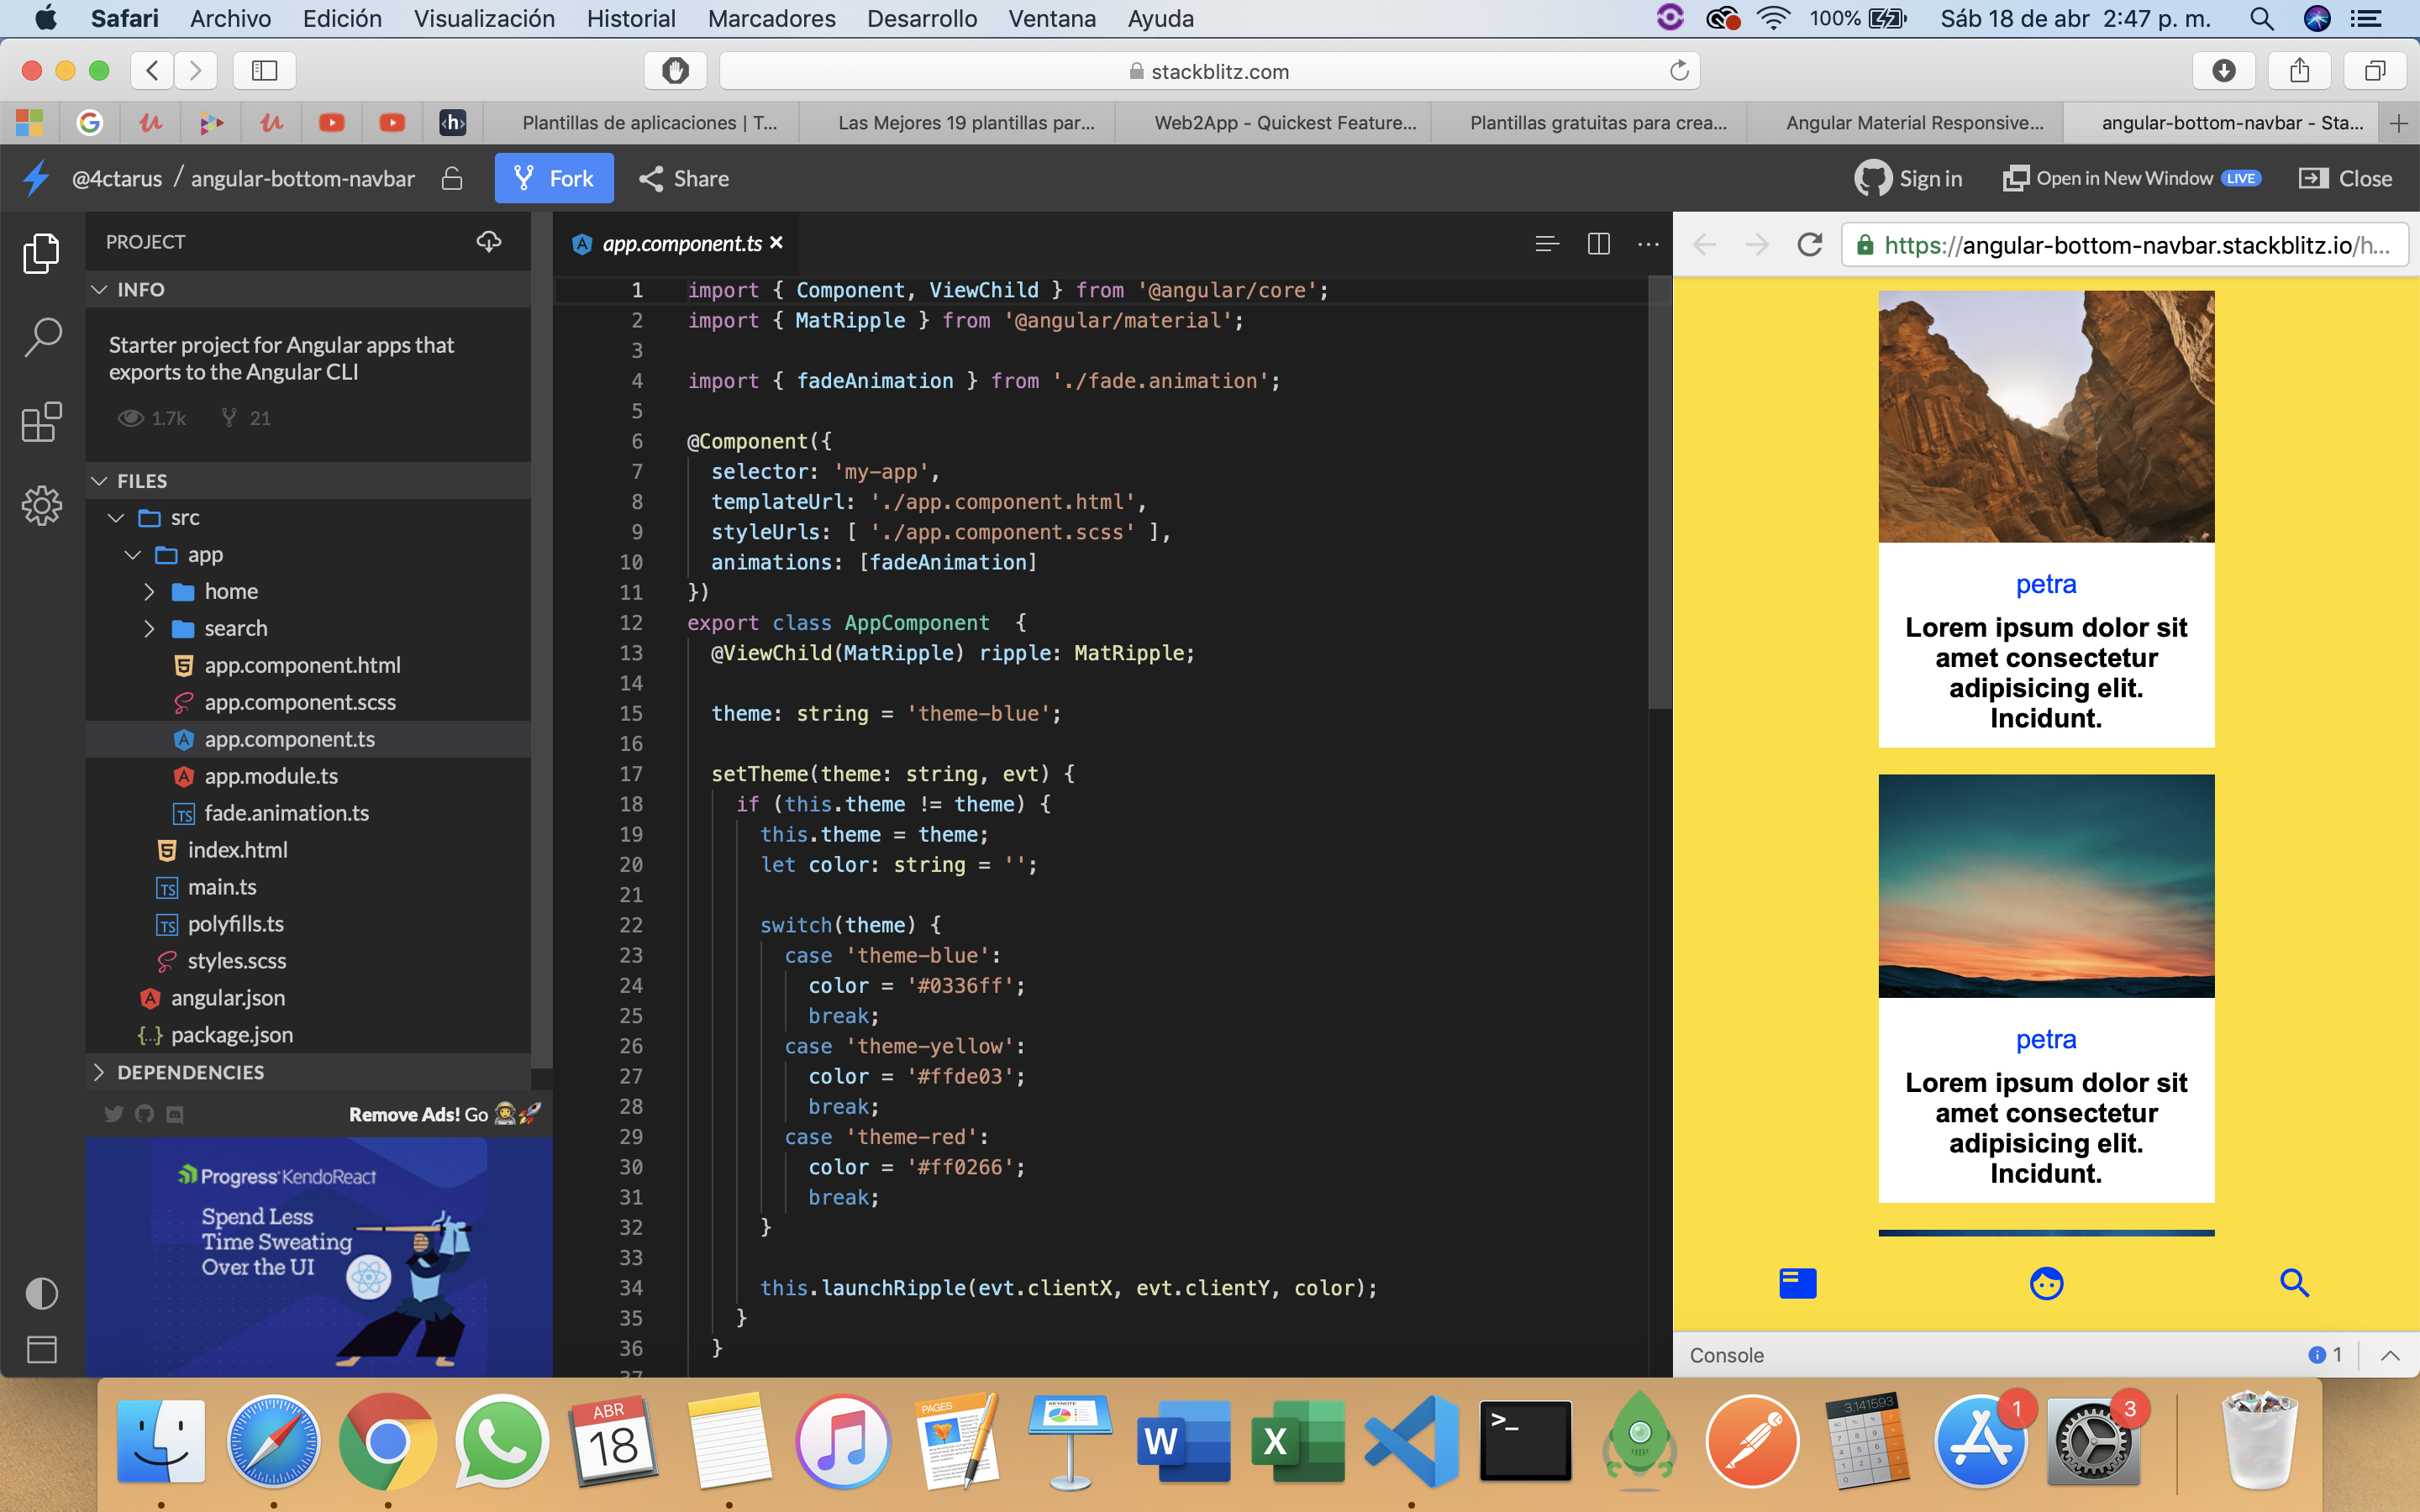 Safari Archivo Edición Visualización Historial Marcadores Desarrollo Ventana Ayuda 100% Sáb 18 de abr 2:47 p. m.
stackblitz.com
Plantillas de aplicaciones | T... Las Mejores 19 plantillas par... Web2App - Quickest Feature... Plantillas gratuitas para crea... Angular Material Responsive... angular-bottom-navbar - Sta...
@4ctarus / angular-bottom-navbar Fork Share Sign in Open in New Window LIVE Close
PROJECT
INFO
Starter project for Angular apps that
exports to the Angular CLI
1.7k 21
FILES
src
app
home
search
app.component.html
app.component.scss
app.component.ts
app.module.ts
fade.animation.ts
index.html
main.ts
polyfills.ts
styles.scss
angular.json
package.json
DEPENDENCIES
Remove Ads! Go
Progress KendoReact
Spend Less
Time Sweating
Over the UI
app.component.ts
1 import { Component, ViewChild } from '@angular/core';
2 import { MatRipple } from '@angular/material';
3
4 import { fadeAnimation } from './fade.animation';
5
6 @Component({
7 selector: 'my-app',
8 templateUrl: './app.component.html',
9 styleUrls: [ './app.component.scss' ],
10 animations: [fadeAnimation]
11 })
12 export class AppComponent {
13 @ViewChild(MatRipple) ripple: MatRipple;
14
15 theme: string = 'theme-blue';
16
17 setTheme(theme: string, evt) {
18 if (this.theme != theme) {
19 this.theme = theme;
20 let color: string = '';
21
22 switch(theme) {
23 case 'theme-blue':
24 color = '#0336ff';
25 break;
26 case 'theme-yellow':
27 color = '#ffde03';
28 break;
29 case 'theme-red':
30 color = '#ff0266';
31 break;
32 }
33
34 this.launchRipple(evt.clientX, evt.clientY, color);
35 }
36 }
37
https://angular-bottom-navbar.stackblitz.io/h...
petra
Lorem ipsum dolor sit
amet consectetur
adipisicing elit.
Incidunt.
petra
Lorem ipsum dolor sit
amet consectetur
adipisicing elit.
Incidunt.
Console 1
ABR
18
PAGES
KEYNOTE
W
X
>_
3.141593
1
3